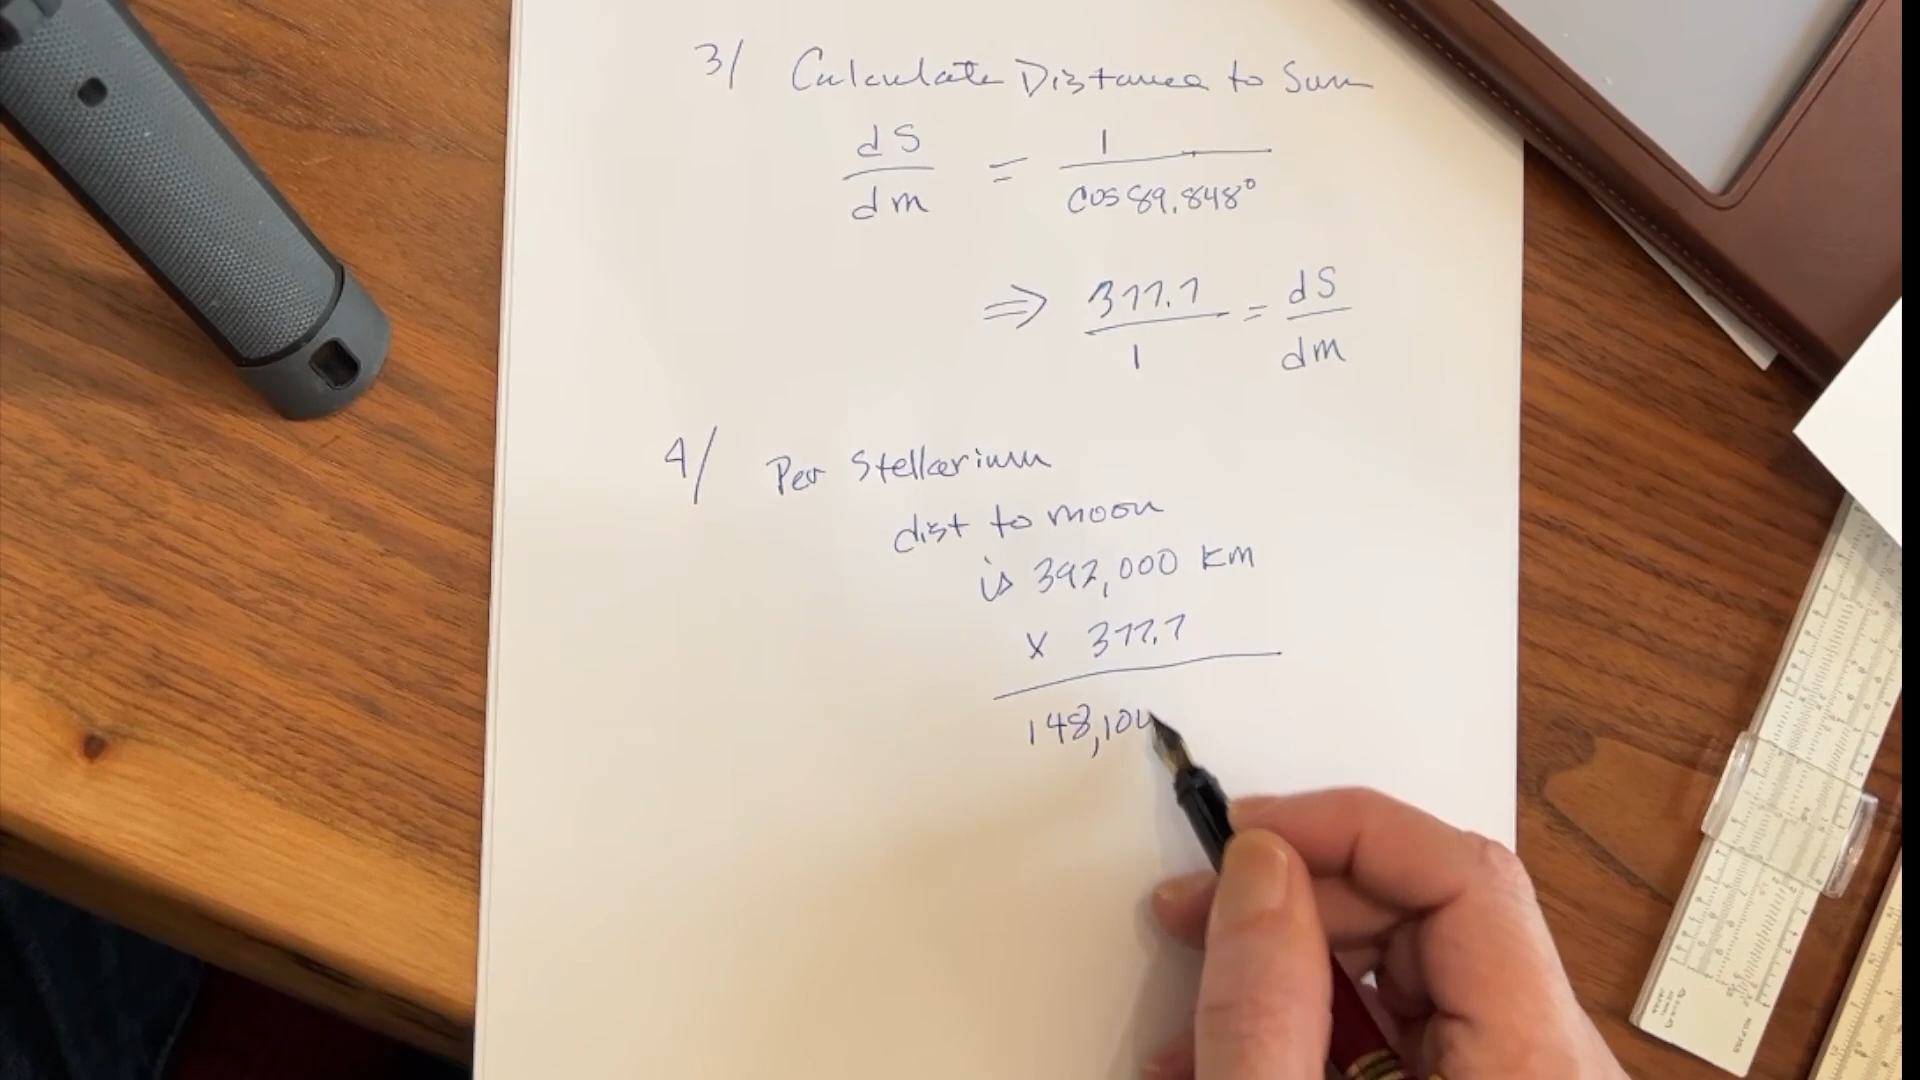 3/ Calculate Distance to Sun
dS/dm = 1/cos 89.848°
⇒ 377.7/1 = dS/dm
4/ Per Stellarium
dist to moon
is 392,000 km
x 377.7
148,100